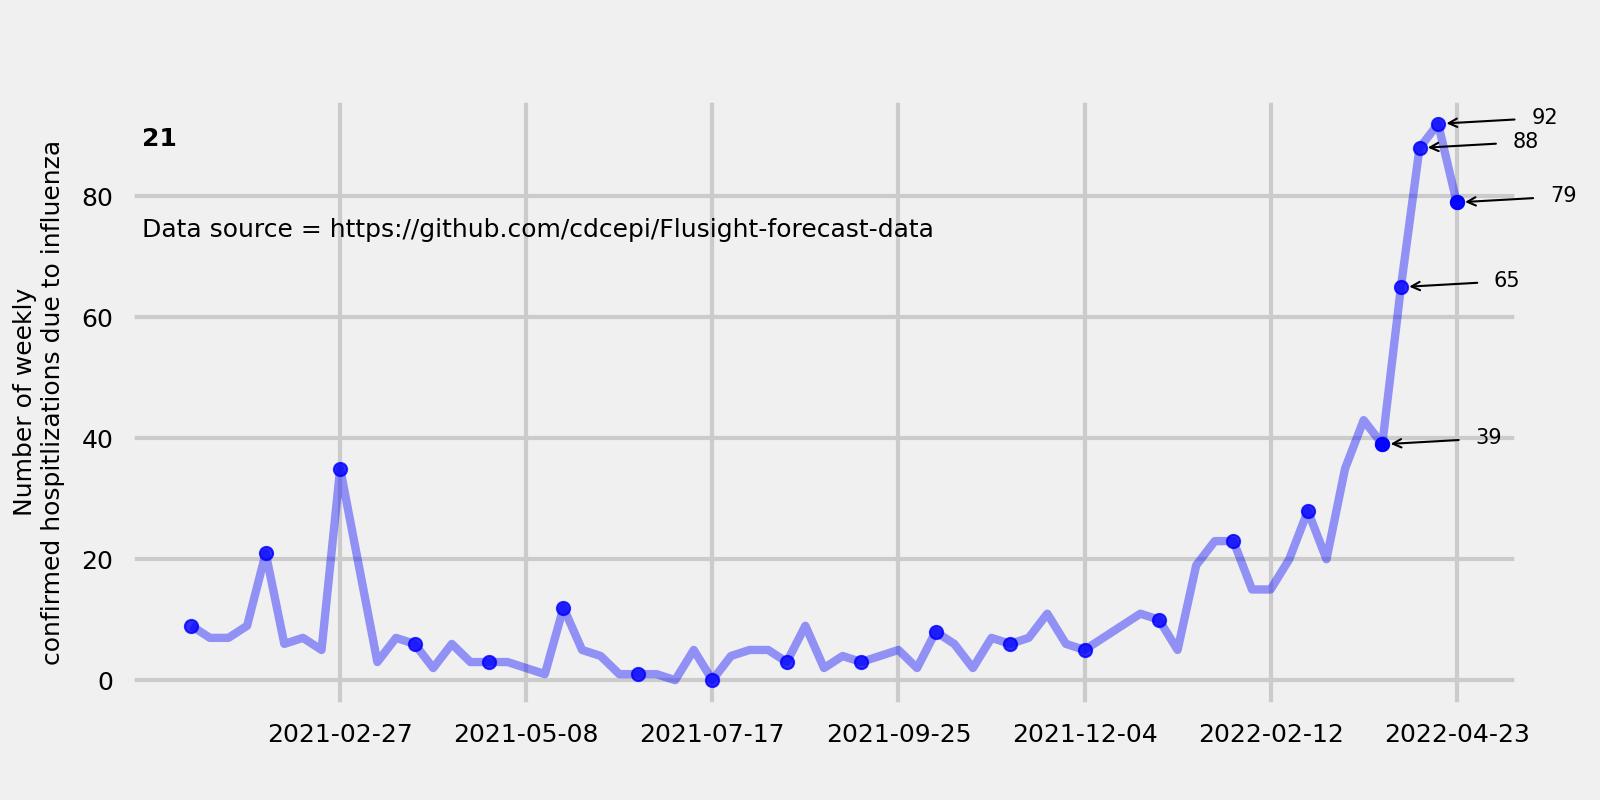 92
88
21
79
80
Data source = https://github.com/cdcepi/Flusight-forecast-data
65
60
Number of weekly
confirmed hospitlizations due to influenza
40
39
20
0
2021-02-27 2021-05-08 2021-07-17 2021-09-25 2021-12-04 2022-02-12 2022-04-23